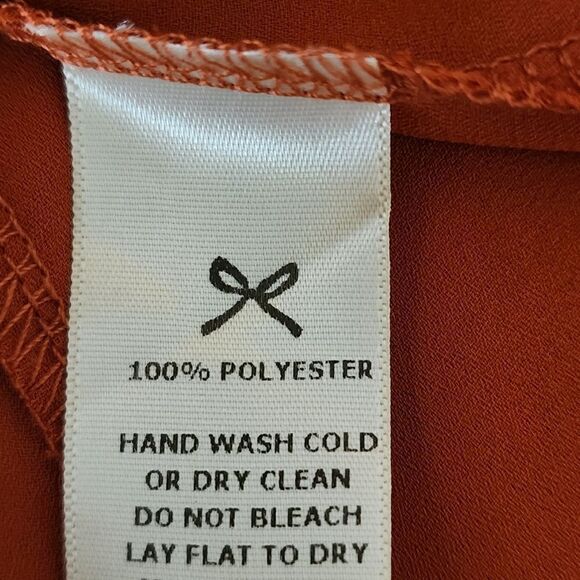 100% POLYESTER
HAND WASH COLD
OR DRY CLEAN
DO NOT BLEACH
LAY FLAT TO DRY